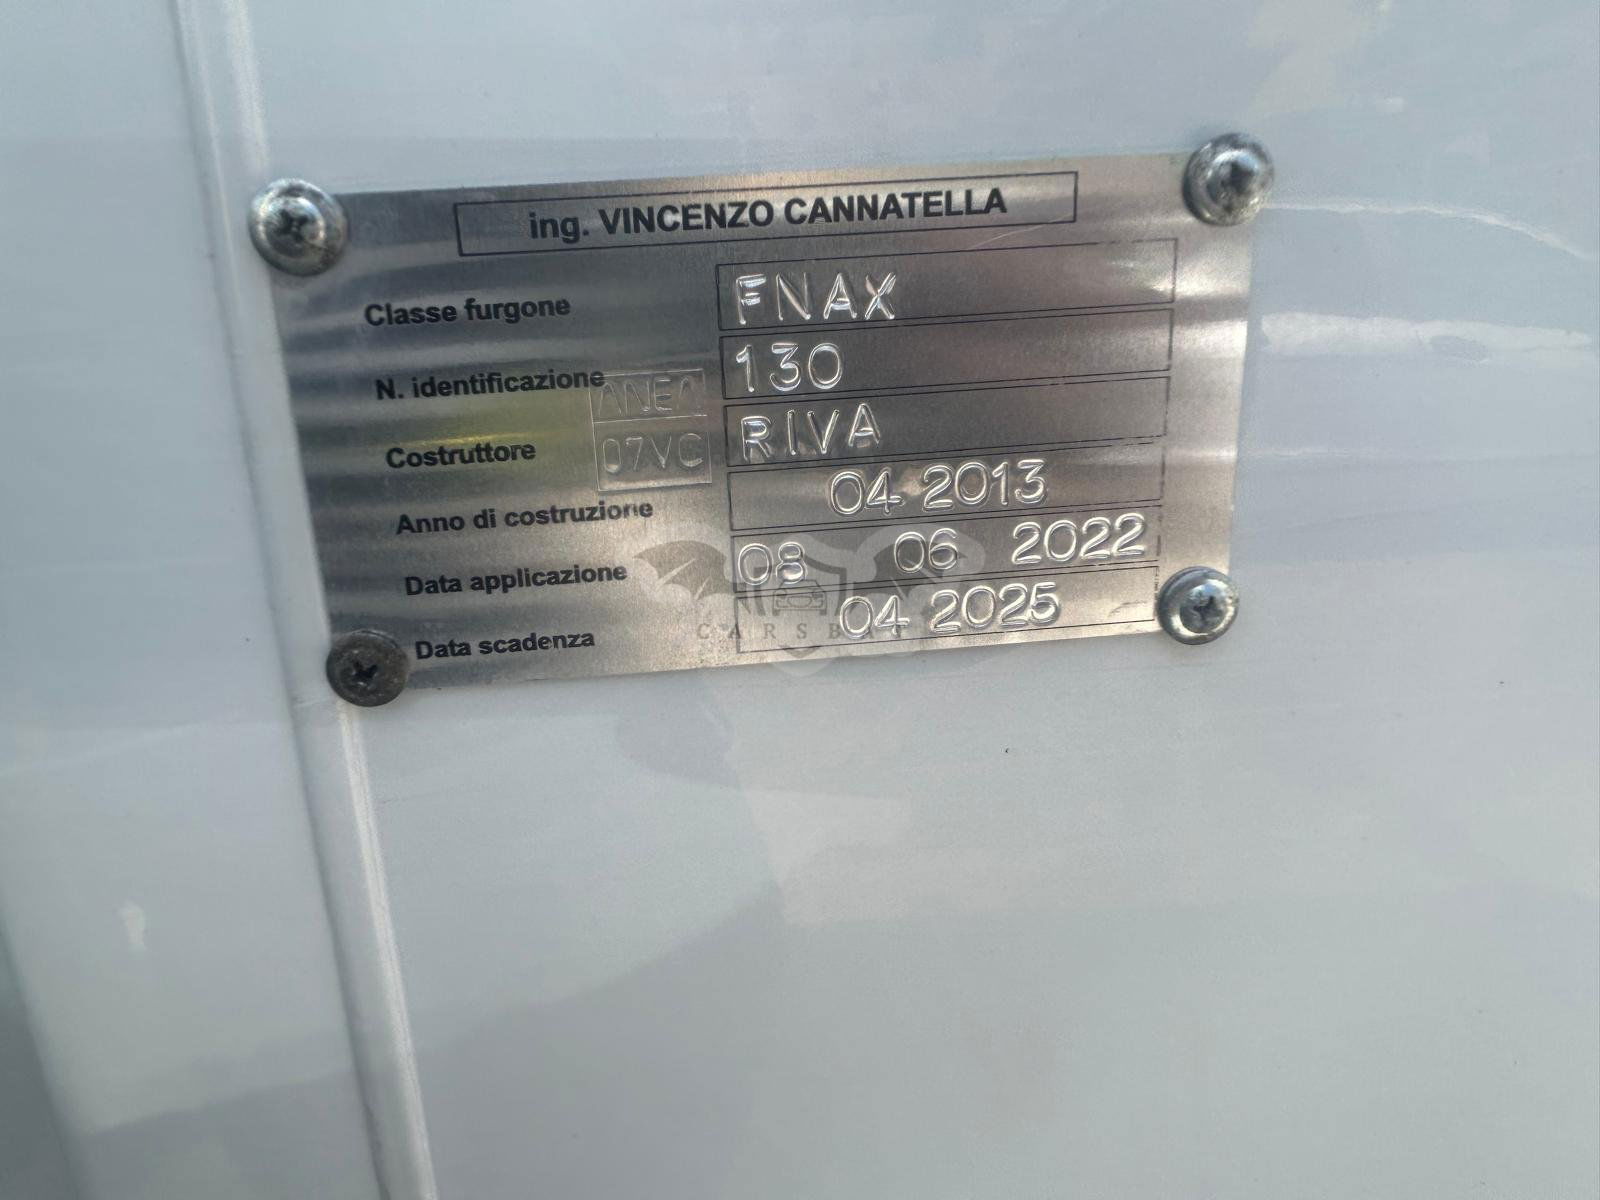 ing. VINCENZO CANNATELLA
Classe furgone FNAX
N. identificazione 130
ANEA
Costruttore RIVA
07VC
Anno di costruzione 04 2013
Data applicazione 08 06 2022
Data scadenza 04 2025